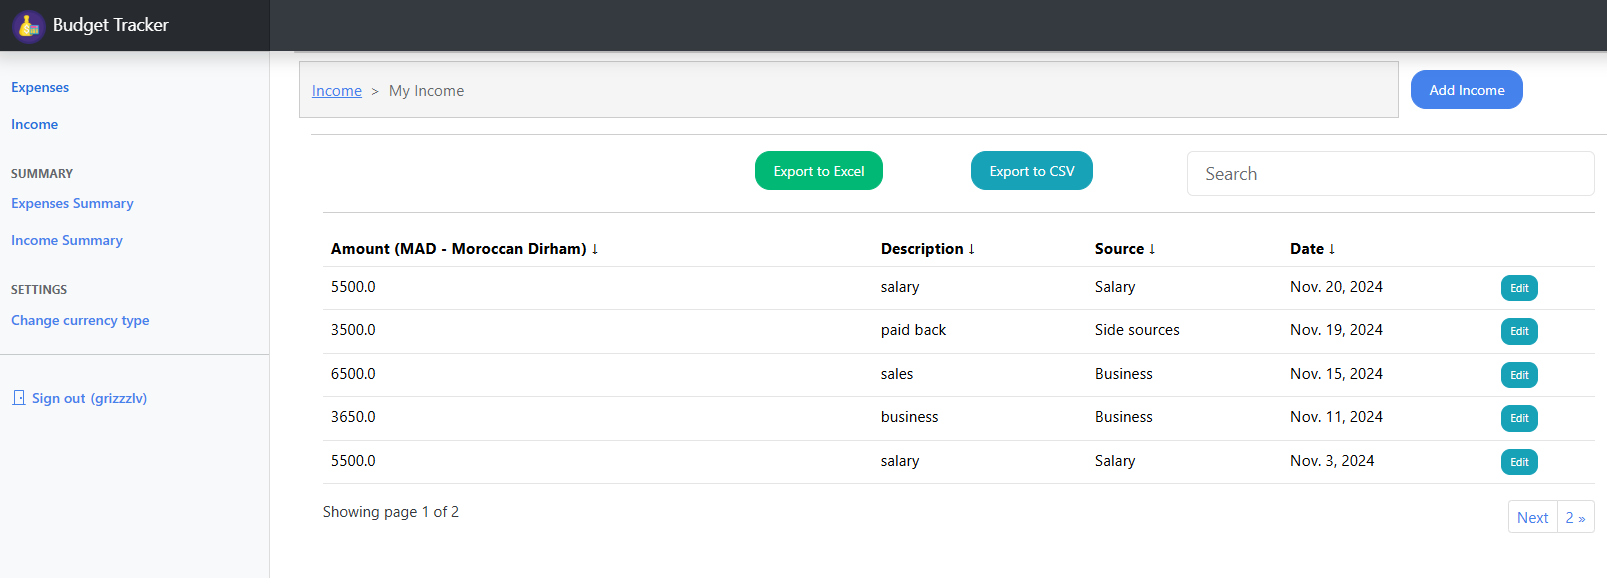 Budget Tracker
Expenses
Income
SUMMARY
Expenses Summary
Income Summary
SETTINGS
Change currency type
Sign out (grizzzlv)
Income > My Income
Add Income
Export to Excel
Export to CSV
Search
Amount (MAD - Moroccan Dirham) ↓ Description ↓ Source ↓ Date ↓
5500.0 salary Salary Nov. 20, 2024 Edit
3500.0 paid back Side sources Nov. 19, 2024 Edit
6500.0 sales Business Nov. 15, 2024 Edit
3650.0 business Business Nov. 11, 2024 Edit
5500.0 salary Salary Nov. 3, 2024 Edit
Showing page 1 of 2
Next 2 »